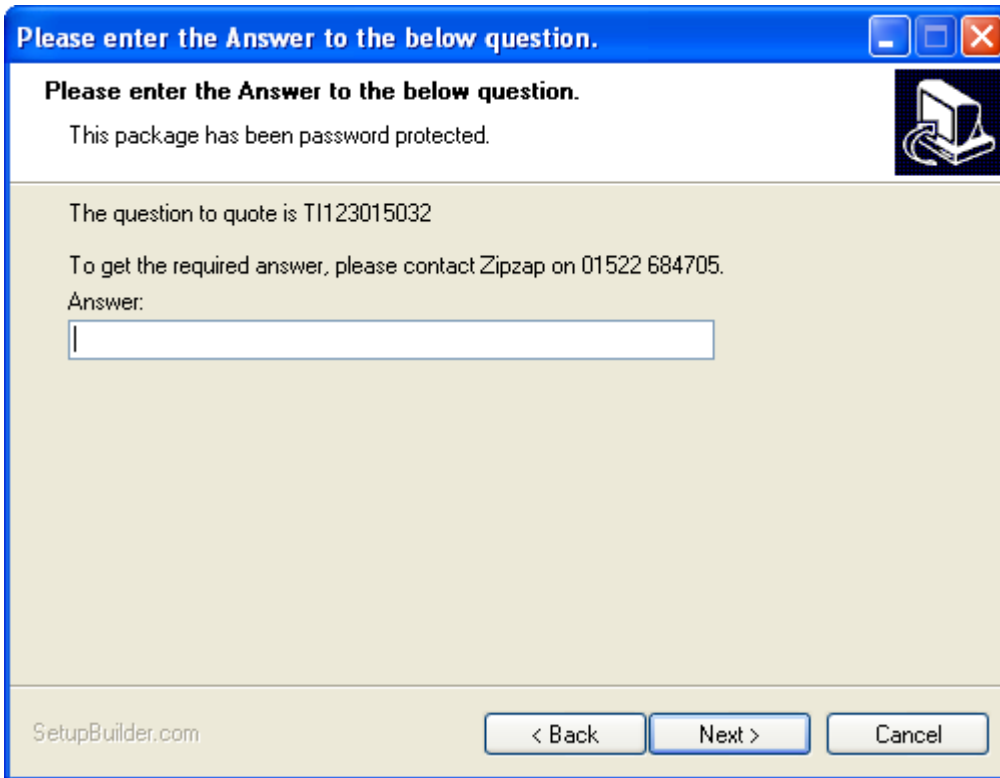 Please enter the Answer to the below question.
Please enter the Answer to the below question.
This package has been password protected.
The question to quote is TI123015032
To get the required answer, please contact Zipzap on 01522 684705.
Answer:
SetupBuilder.com
< Back
Next >
Cancel